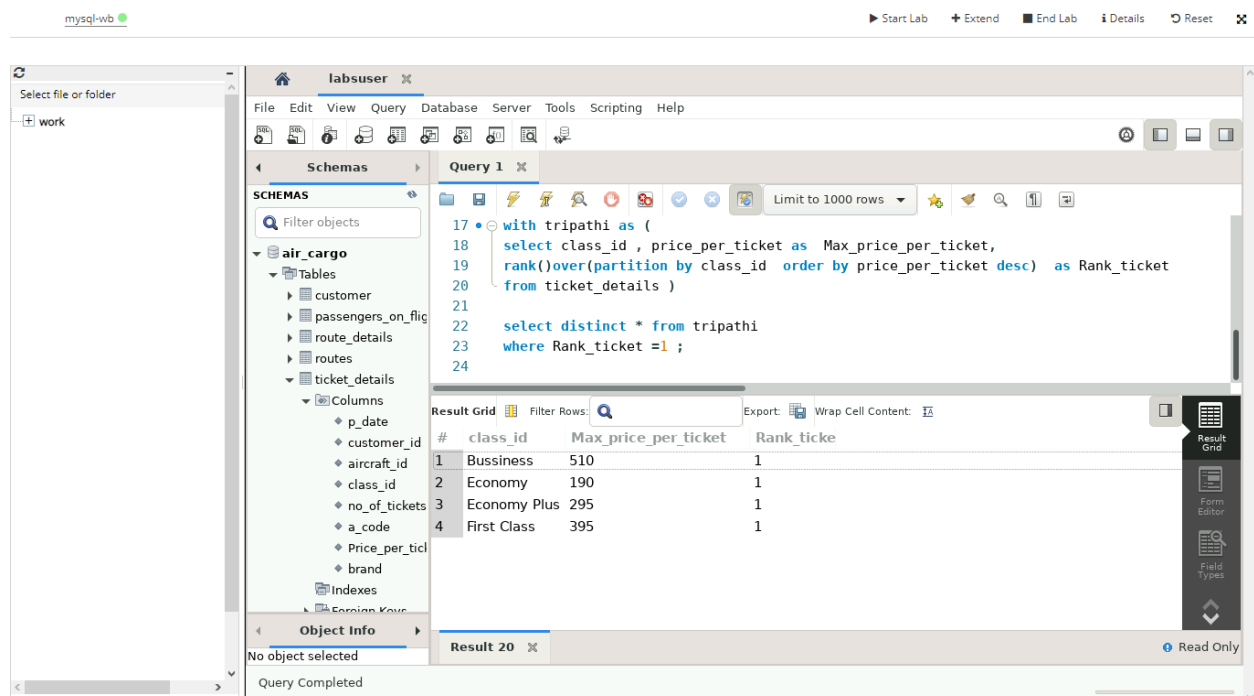 mysql-wb
Start Lab Extend End Lab i Details Reset
Select file or folder
work
labsuser
File Edit View Query Database Server Tools Scripting Help
Schemas
SCHEMAS
Filter objects
air_cargo
Tables
customer
passengers_on_flig
route_details
routes
ticket_details
Columns
p_date
customer_id
aircraft_id
class_id
no_of_tickets
a_code
Price_per_tick
brand
Indexes
Foreign Keys
Object Info
No object selected
Query Completed
Query 1
Limit to 1000 rows
17 with tripathi as (
18 select class_id , price_per_ticket as Max_price_per_ticket,
19 rank()over(partition by class_id order by price_per_ticket desc) as Rank_ticket
20 from ticket_details )
21
22 select distinct * from tripathi
23 where Rank_ticket =1 ;
24
Result Grid Filter Rows: Export: Wrap Cell Content:
# class_id Max_price_per_ticket Rank_ticke
1 Bussiness 510 1
2 Economy 190 1
3 Economy Plus 295 1
4 First Class 395 1
Result
Grid
Form
Editor
Field
Types
Result 20
Read Only